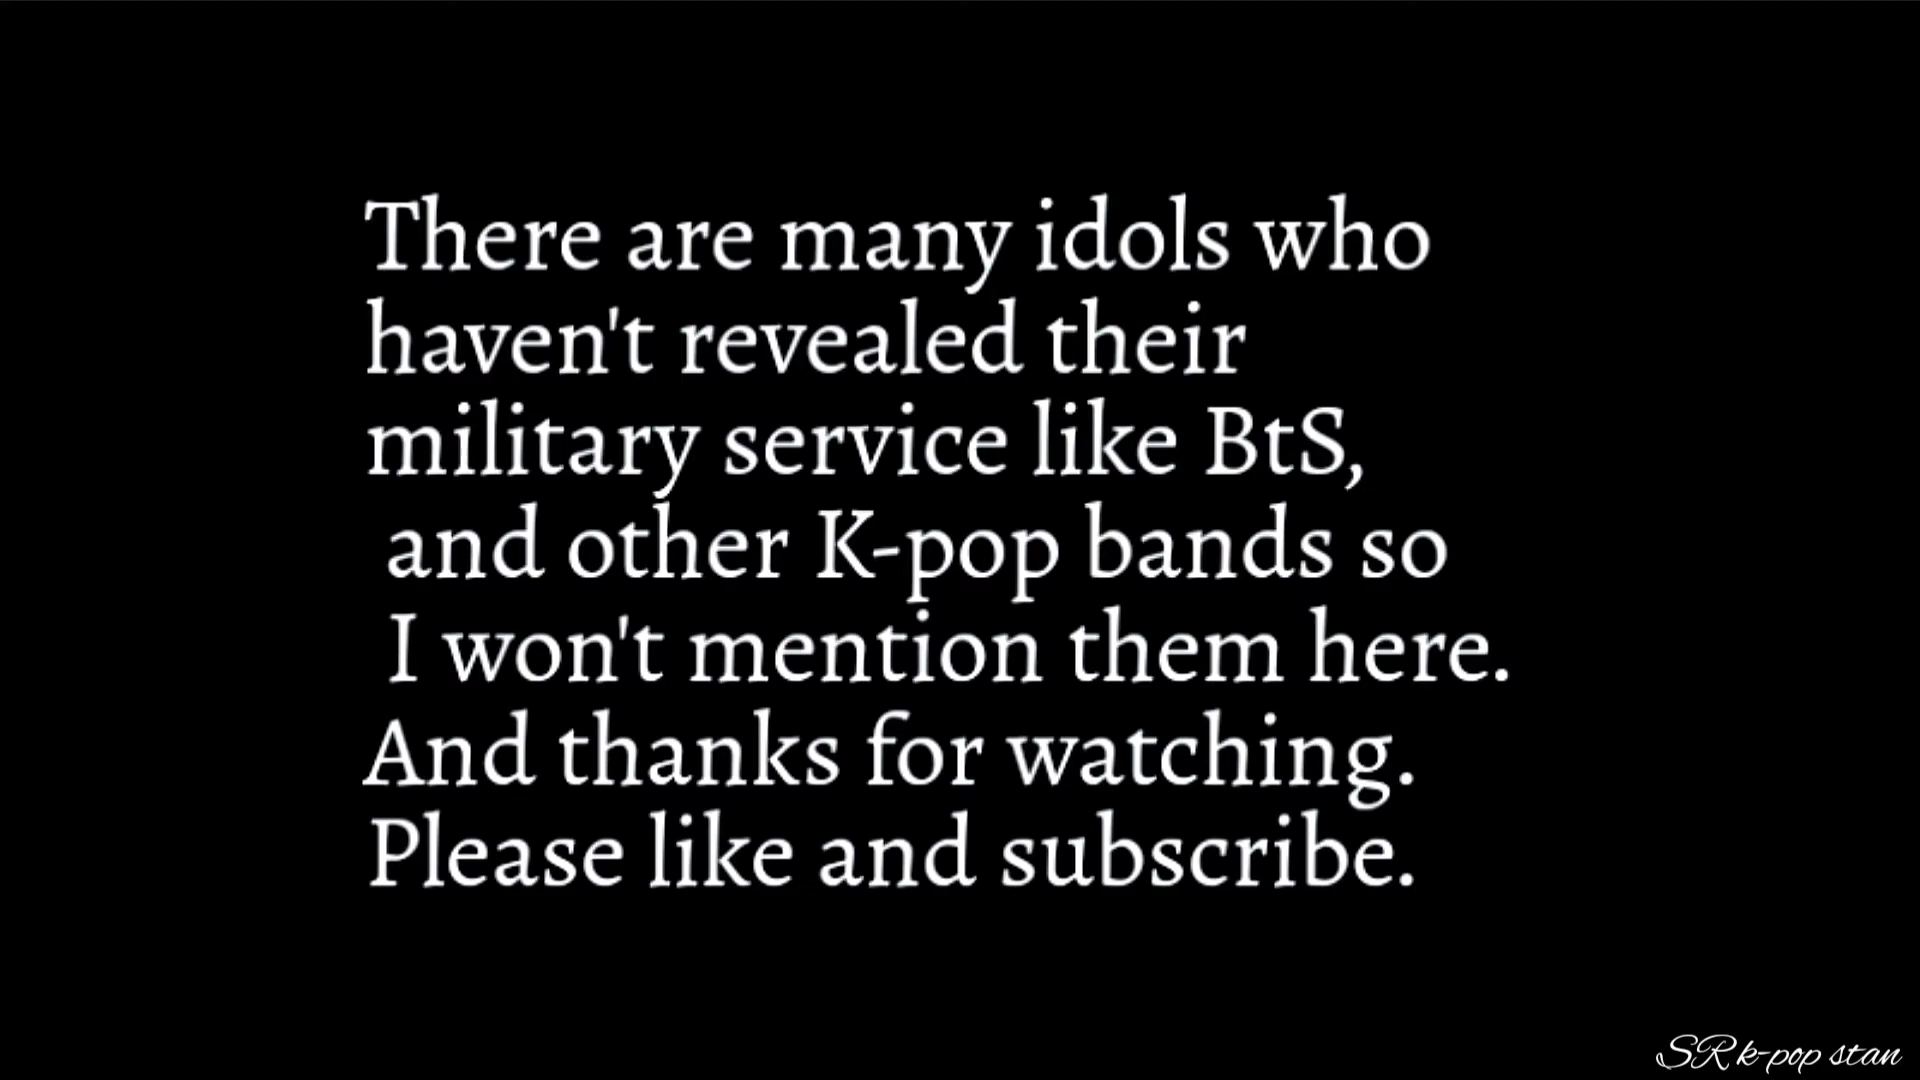 There are many idols who
haven't revealed their
military service like BtS,
and other K-pop bands so
I won't mention them here.
And thanks for watching.
Please like and subscribe.
SR k-pop stan